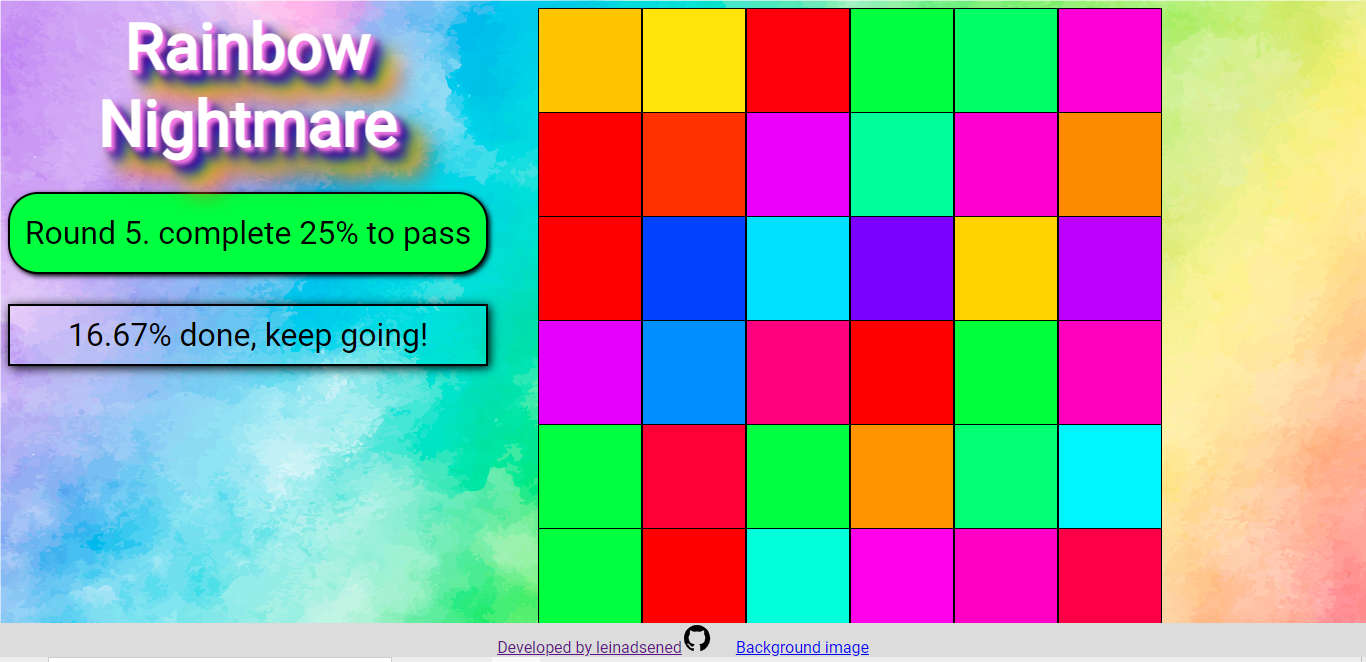 Rainbow
Nightmare
Round 5. complete 25% to pass
16.67% done, keep going!
Developed by leinadsened
Background image